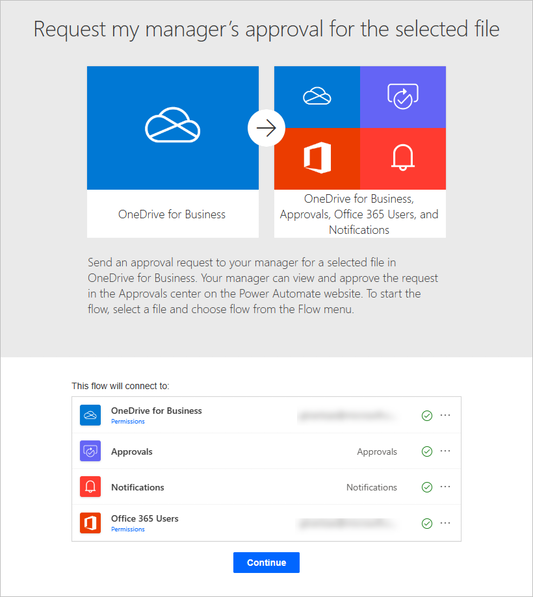 Request my manager’s approval for the selected file
OneDrive for Business
OneDrive for Business,
Approvals, Office 365 Users, and
Notifications
Send an approval request to your manager for a selected file in
OneDrive for Business. Your manager can view and approve the request
in the Approvals center on the Power Automate website. To start the
flow, select a file and choose flow from the Flow menu.
This flow will connect to:
OneDrive for Business
Permissions
Approvals
Approvals
Notifications
Notifications
Office 365 Users
Permissions
Continue